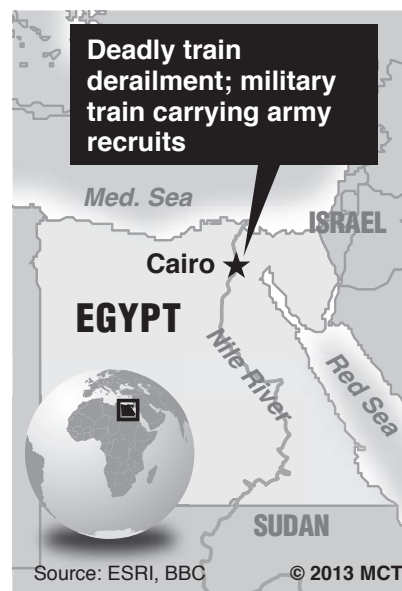 Deadly train
derailment; military
train carrying army
recruits
Med. Sea
ISRAEL
Cairo
EGYPT
Nile River
Red Sea
SUDAN
Source: ESRI, BBC
© 2013 MCT